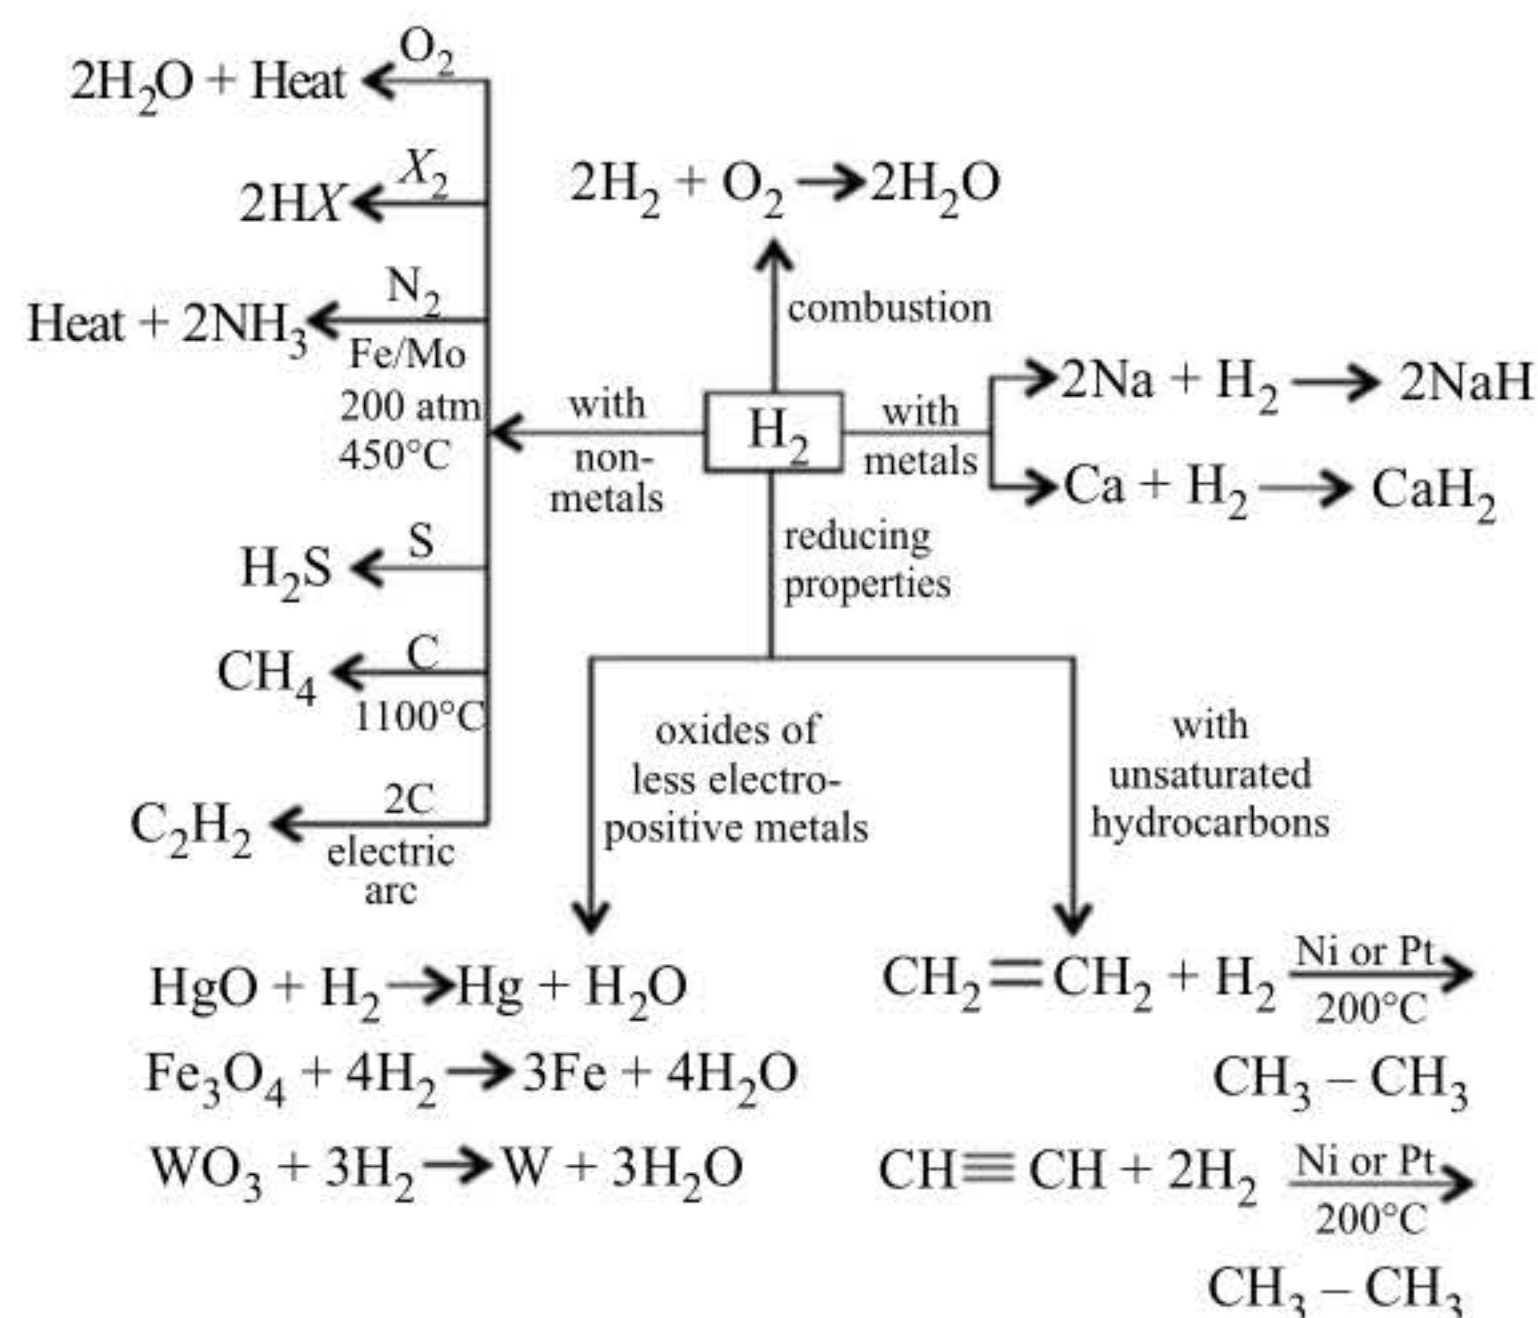 O₂
2H₂O + Heat
X₂
2HX
2H₂ + O₂ → 2H₂O
N₂
Heat + 2NH₃
Fe/Mo
200 atm
450°C
combustion
with
non-
metals
H₂
with
metals
2Na + H₂ → 2NaH
Ca + H₂ → CaH₂
S
H₂S
reducing
properties
C
CH₄
1100°C
2C
C₂H₂
electric
arc
oxides of
less electro-
positive metals
with
unsaturated
hydrocarbons
HgO + H₂ → Hg + H₂O
Fe₃O₄ + 4H₂ → 3Fe + 4H₂O
WO₃ + 3H₂ → W + 3H₂O
Ni or Pt
CH₂=CH₂ + H₂ →
200°C
CH₃ – CH₃
Ni or Pt
CH≡CH + 2H₂ →
200°C
CH₃ – CH₃